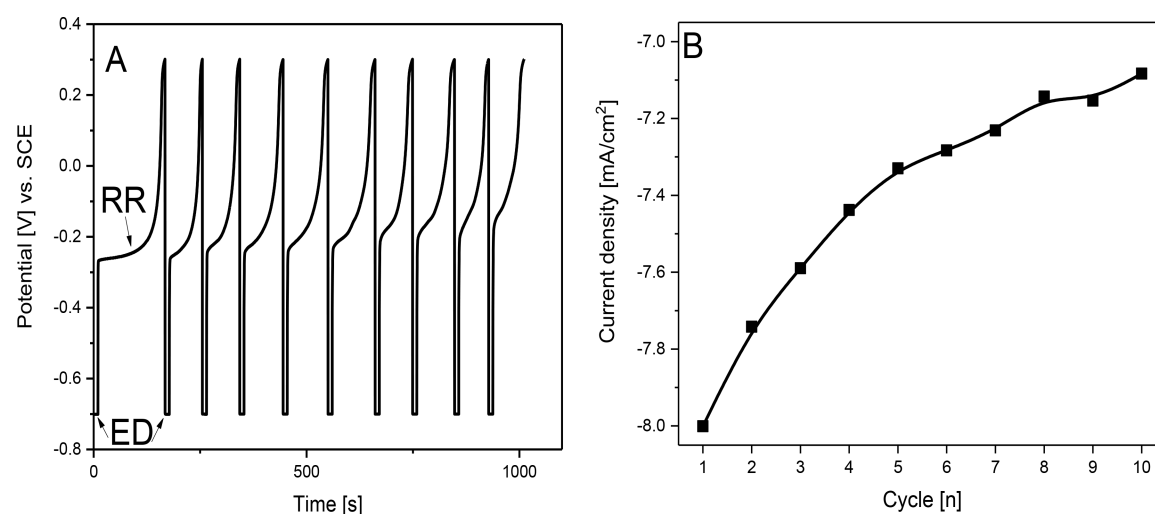 A
0.4
0.2
0.0
-0.2
-0.4
-0.6
-0.8
Potential [V] vs. SCE
RR
ED
0
500
1000
Time [s]
B
-7.0
-7.2
-7.4
-7.6
-7.8
-8.0
Current density [mA/cm²]
1 2 3 4 5 6 7 8 9 10
Cycle [n]